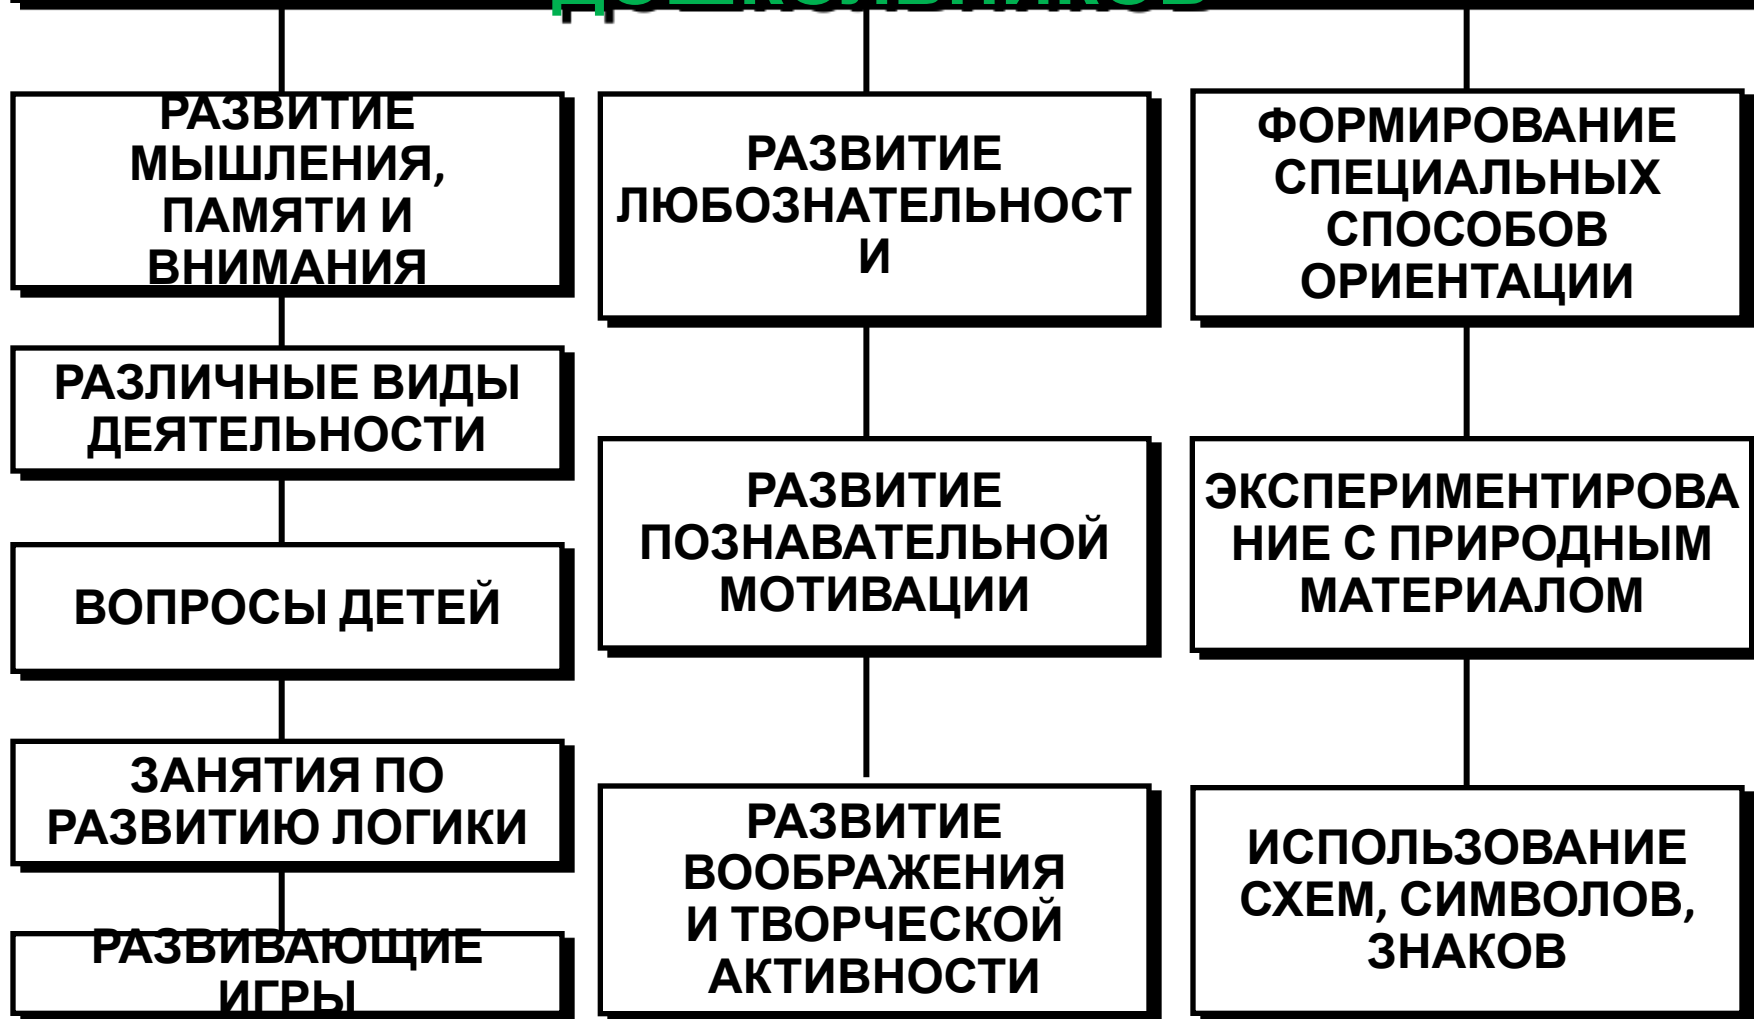 ДОШКОЛЬНИКОВ
РАЗВИТИЕ
МЫШЛЕНИЯ,
ПАМЯТИ И
ВНИМАНИЯ
РАЗЛИЧНЫЕ ВИДЫ
ДЕЯТЕЛЬНОСТИ
ВОПРОСЫ ДЕТЕЙ
ЗАНЯТИЯ ПО
РАЗВИТИЮ ЛОГИКИ
РАЗВИВАЮЩИЕ
ИГРЫ
РАЗВИТИЕ
ЛЮБОЗНАТЕЛЬНОСТ
И
РАЗВИТИЕ
ПОЗНАВАТЕЛЬНОЙ
МОТИВАЦИИ
РАЗВИТИЕ
ВООБРАЖЕНИЯ
И ТВОРЧЕСКОЙ
АКТИВНОСТИ
ФОРМИРОВАНИЕ
СПЕЦИАЛЬНЫХ
СПОСОБОВ
ОРИЕНТАЦИИ
ЭКСПЕРИМЕНТИРОВА
НИЕ С ПРИРОДНЫМ
МАТЕРИАЛОМ
ИСПОЛЬЗОВАНИЕ
СХЕМ, СИМВОЛОВ,
ЗНАКОВ